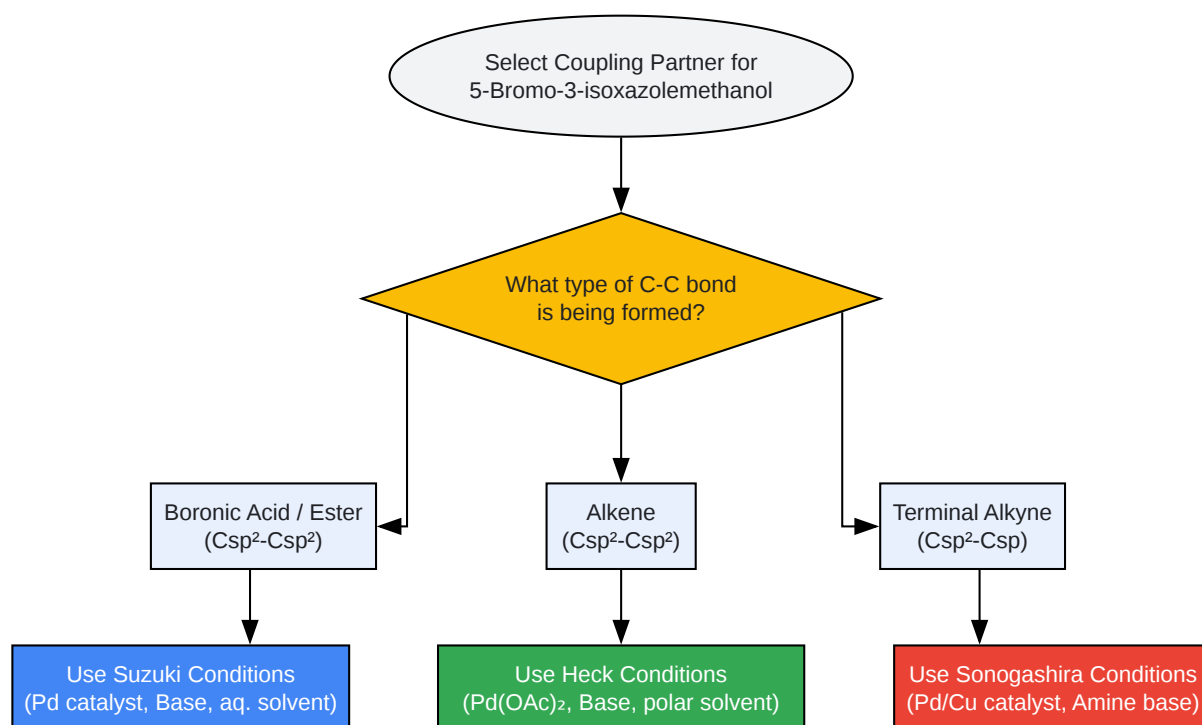 Select Coupling Partner for
5-Bromo-3-isoxazolemethanol
What type of C-C bond
is being formed?
Boronic Acid / Ester
(Csp²-Csp²)
Alkene
(Csp²-Csp²)
Terminal Alkyne
(Csp²-Csp)
Use Suzuki Conditions
(Pd catalyst, Base, aq. solvent)
Use Heck Conditions
(Pd(OAc)₂, Base, polar solvent)
Use Sonogashira Conditions
(Pd/Cu catalyst, Amine base)